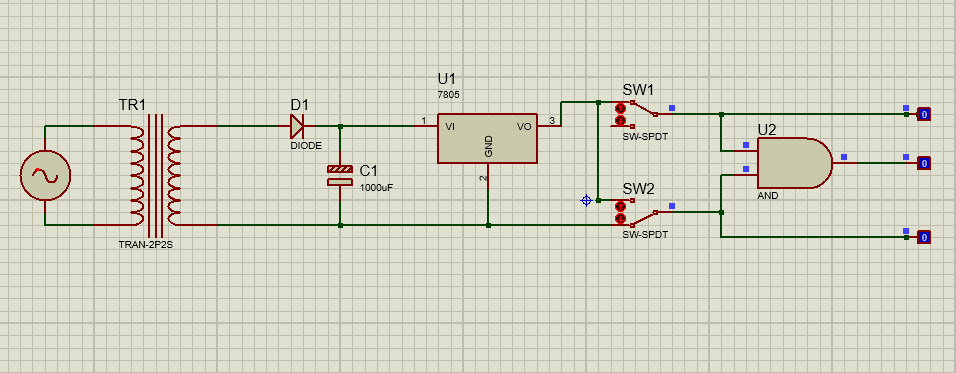 TR1
TRAN-2P2S
D1
DIODE
C1
1000uF
U1
7805
1
VI
VO
3
GND
2
SW1
SW-SPDT
SW2
SW-SPDT
U2
AND
0
0
0